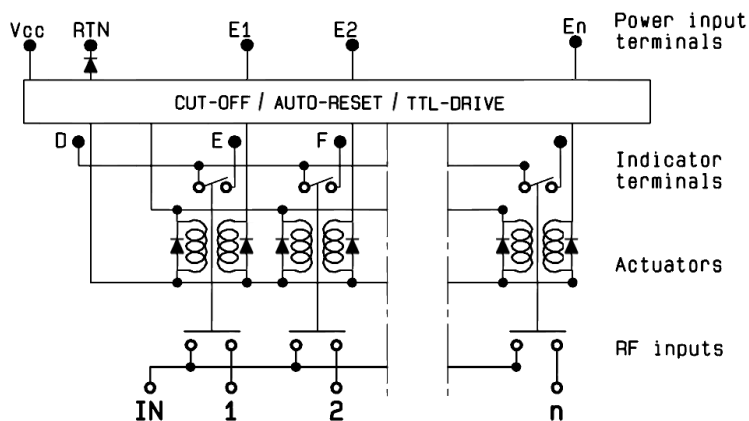 Vcc RTN E1 E2 En Power input
terminals
CUT-OFF / AUTO-RESET / TTL-DRIVE
D E F Indicator
terminals
Actuators
RF inputs
IN 1 2 n